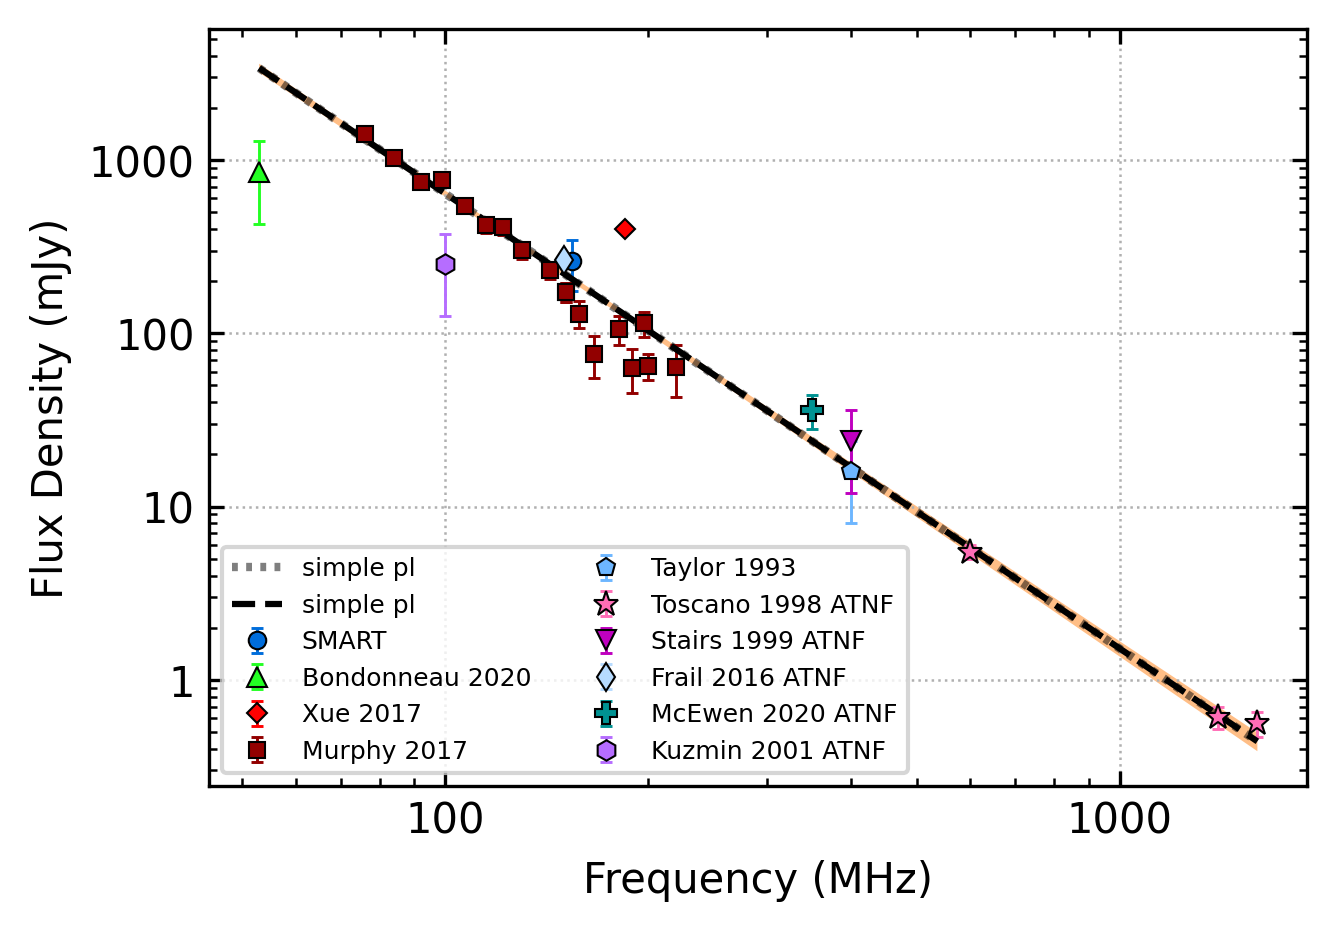 1000
100
10
1
Flux Density (mJy)
simple pl
simple pl
SMART
Bondonneau 2020
Xue 2017
Murphy 2017
Taylor 1993
Toscano 1998 ATNF
Stairs 1999 ATNF
Frail 2016 ATNF
McEwen 2020 ATNF
Kuzmin 2001 ATNF
100
1000
Frequency (MHz)